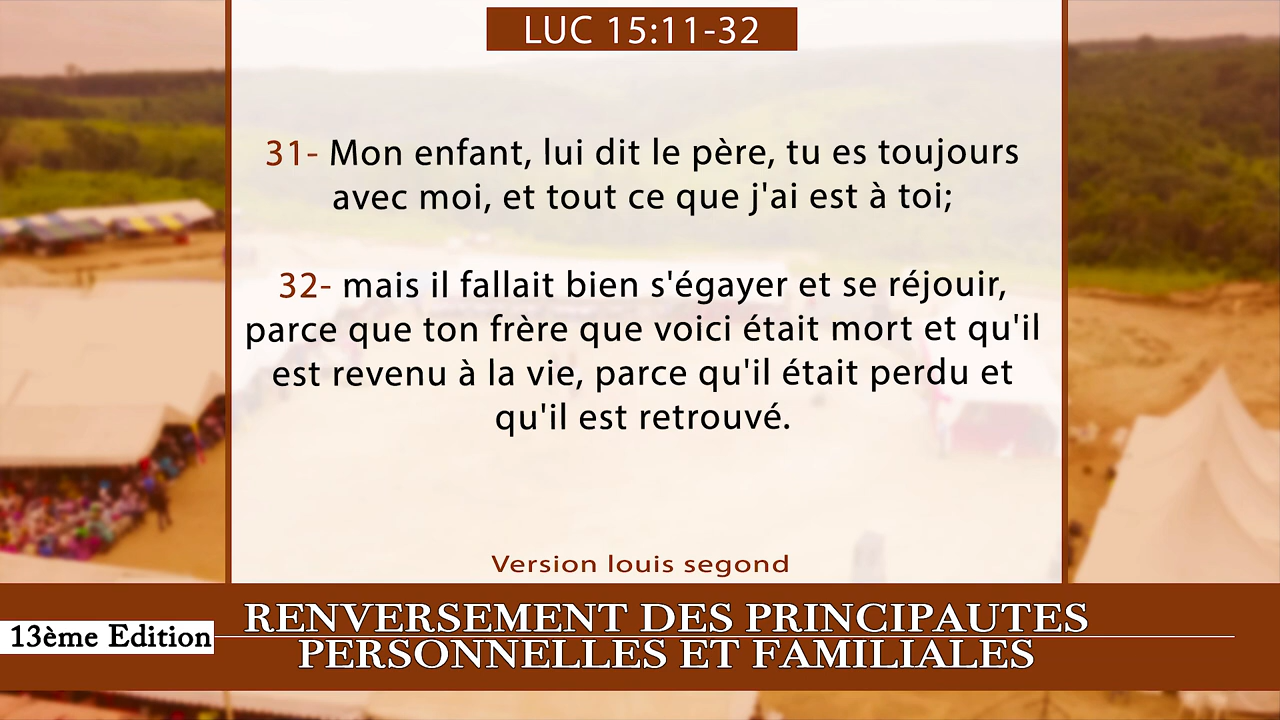 LUC 15:11-32
31- Mon enfant, lui dit le père, tu es toujours
avec moi, et tout ce que j'ai est à toi;
32- mais il fallait bien s'égayer et se réjouir,
parce que ton frère que voici était mort et qu'il
est revenu à la vie, parce qu'il était perdu et
qu'il est retrouvé.
Version louis segond
13ème Edition
RENVERSEMENT DES PRINCIPAUTES
PERSONNELLES ET FAMILIALES